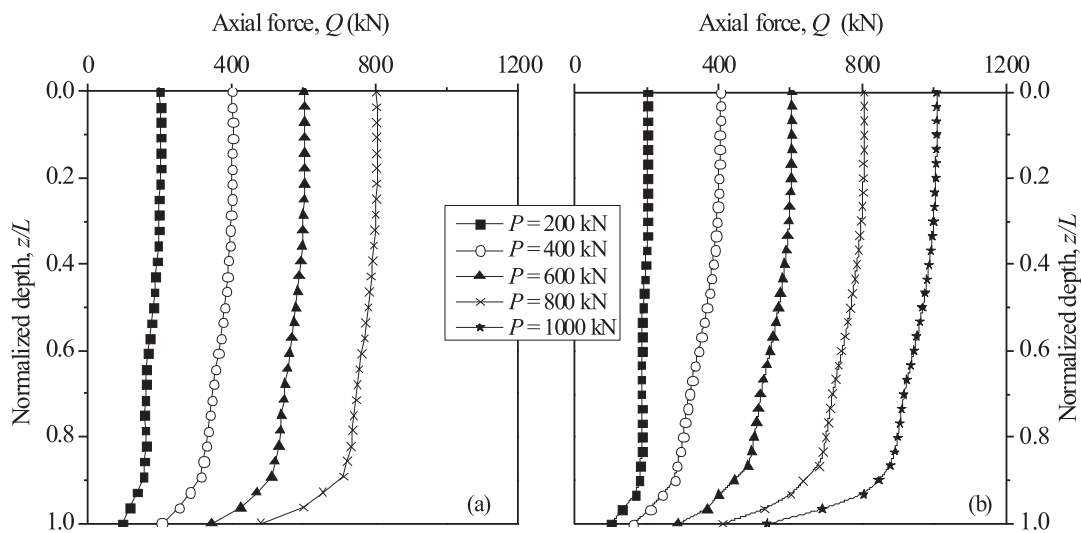 Axial force, Q (kN)
0 400 800 1200
Normalized depth, z/L
0.0
0.2
0.4
0.6
0.8
1.0
(a)
P = 200 kN
P = 400 kN
P = 600 kN
P = 800 kN
P = 1000 kN
Axial force, Q (kN)
0 400 800 1200
0.0
0.2
0.4
0.6
0.8
1.0
Normalized depth, z/L
(b)